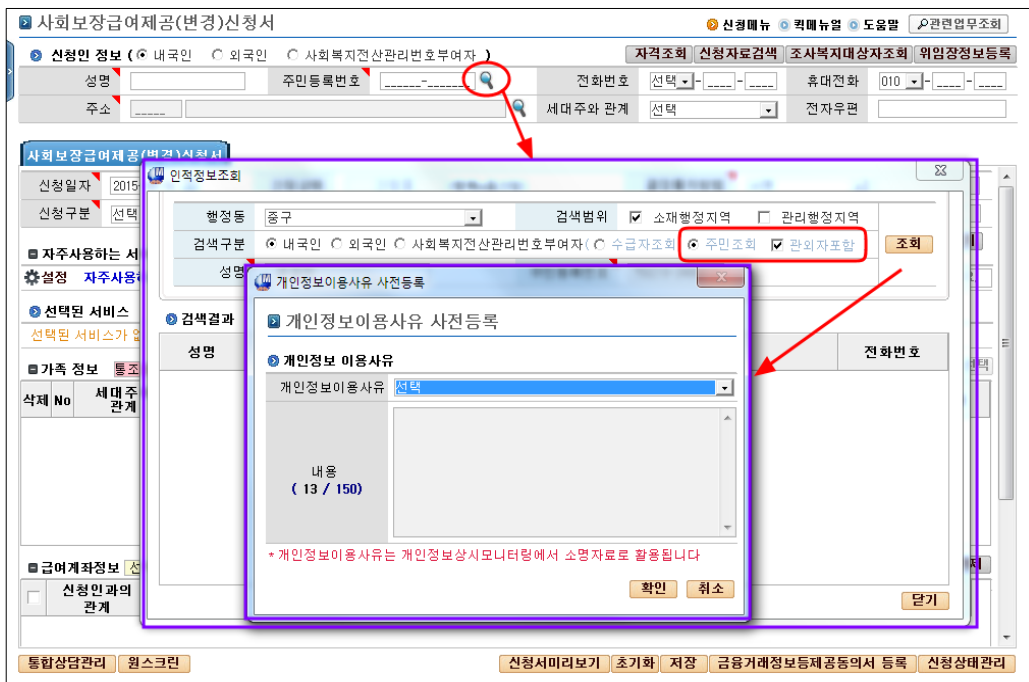 사회보장급여제공(변경)신청서
신청메뉴 퀵메뉴열 도움말 관련업무조회
신청인 정보 ( 내국인 외국인 사회복지전산관리번호부여자 )
자격조회 신청자료검색 조사복지대상자조회 위임장정보등록
성명 주민등록번호 ______-_______ 전화번호 선택 -____-____ 휴대전화 010 -____-____
주소 _____ 세대주와 관계 선택 전자우편
사회보장급여제공(변경)신청서
신청일자 2015
신청구분 선택
자주사용하는 서
설정 자주사용
선택된 서비스
선택된 서비스가 없
가족 정보 통조
삭제 No 세대주
관계
급여계좌정보 선
신청인과의
관계
인적정보조회
행정동 중구 검색범위 소재행정지역 관리행정지역
검색구분 내국인 외국인 사회복지전산관리번호부여자( 수급자조회 주민조회 관외자포함 조회
성명
검색결과
성명 전화번호
개인정보이용사유 사전등록
개인정보이용사유 사전등록
개인정보 이용사유
개인정보이용사유 선택
내용
( 13 / 150)
* 개인정보이용사유는 개인정보상시모니터링에서 소명자료로 활용됩니다
확인 취소
닫기
통합상담관리 원스크린
신청서미리보기 초기화 저장 금융거래정보등제공동의서 등록 신청상태관리